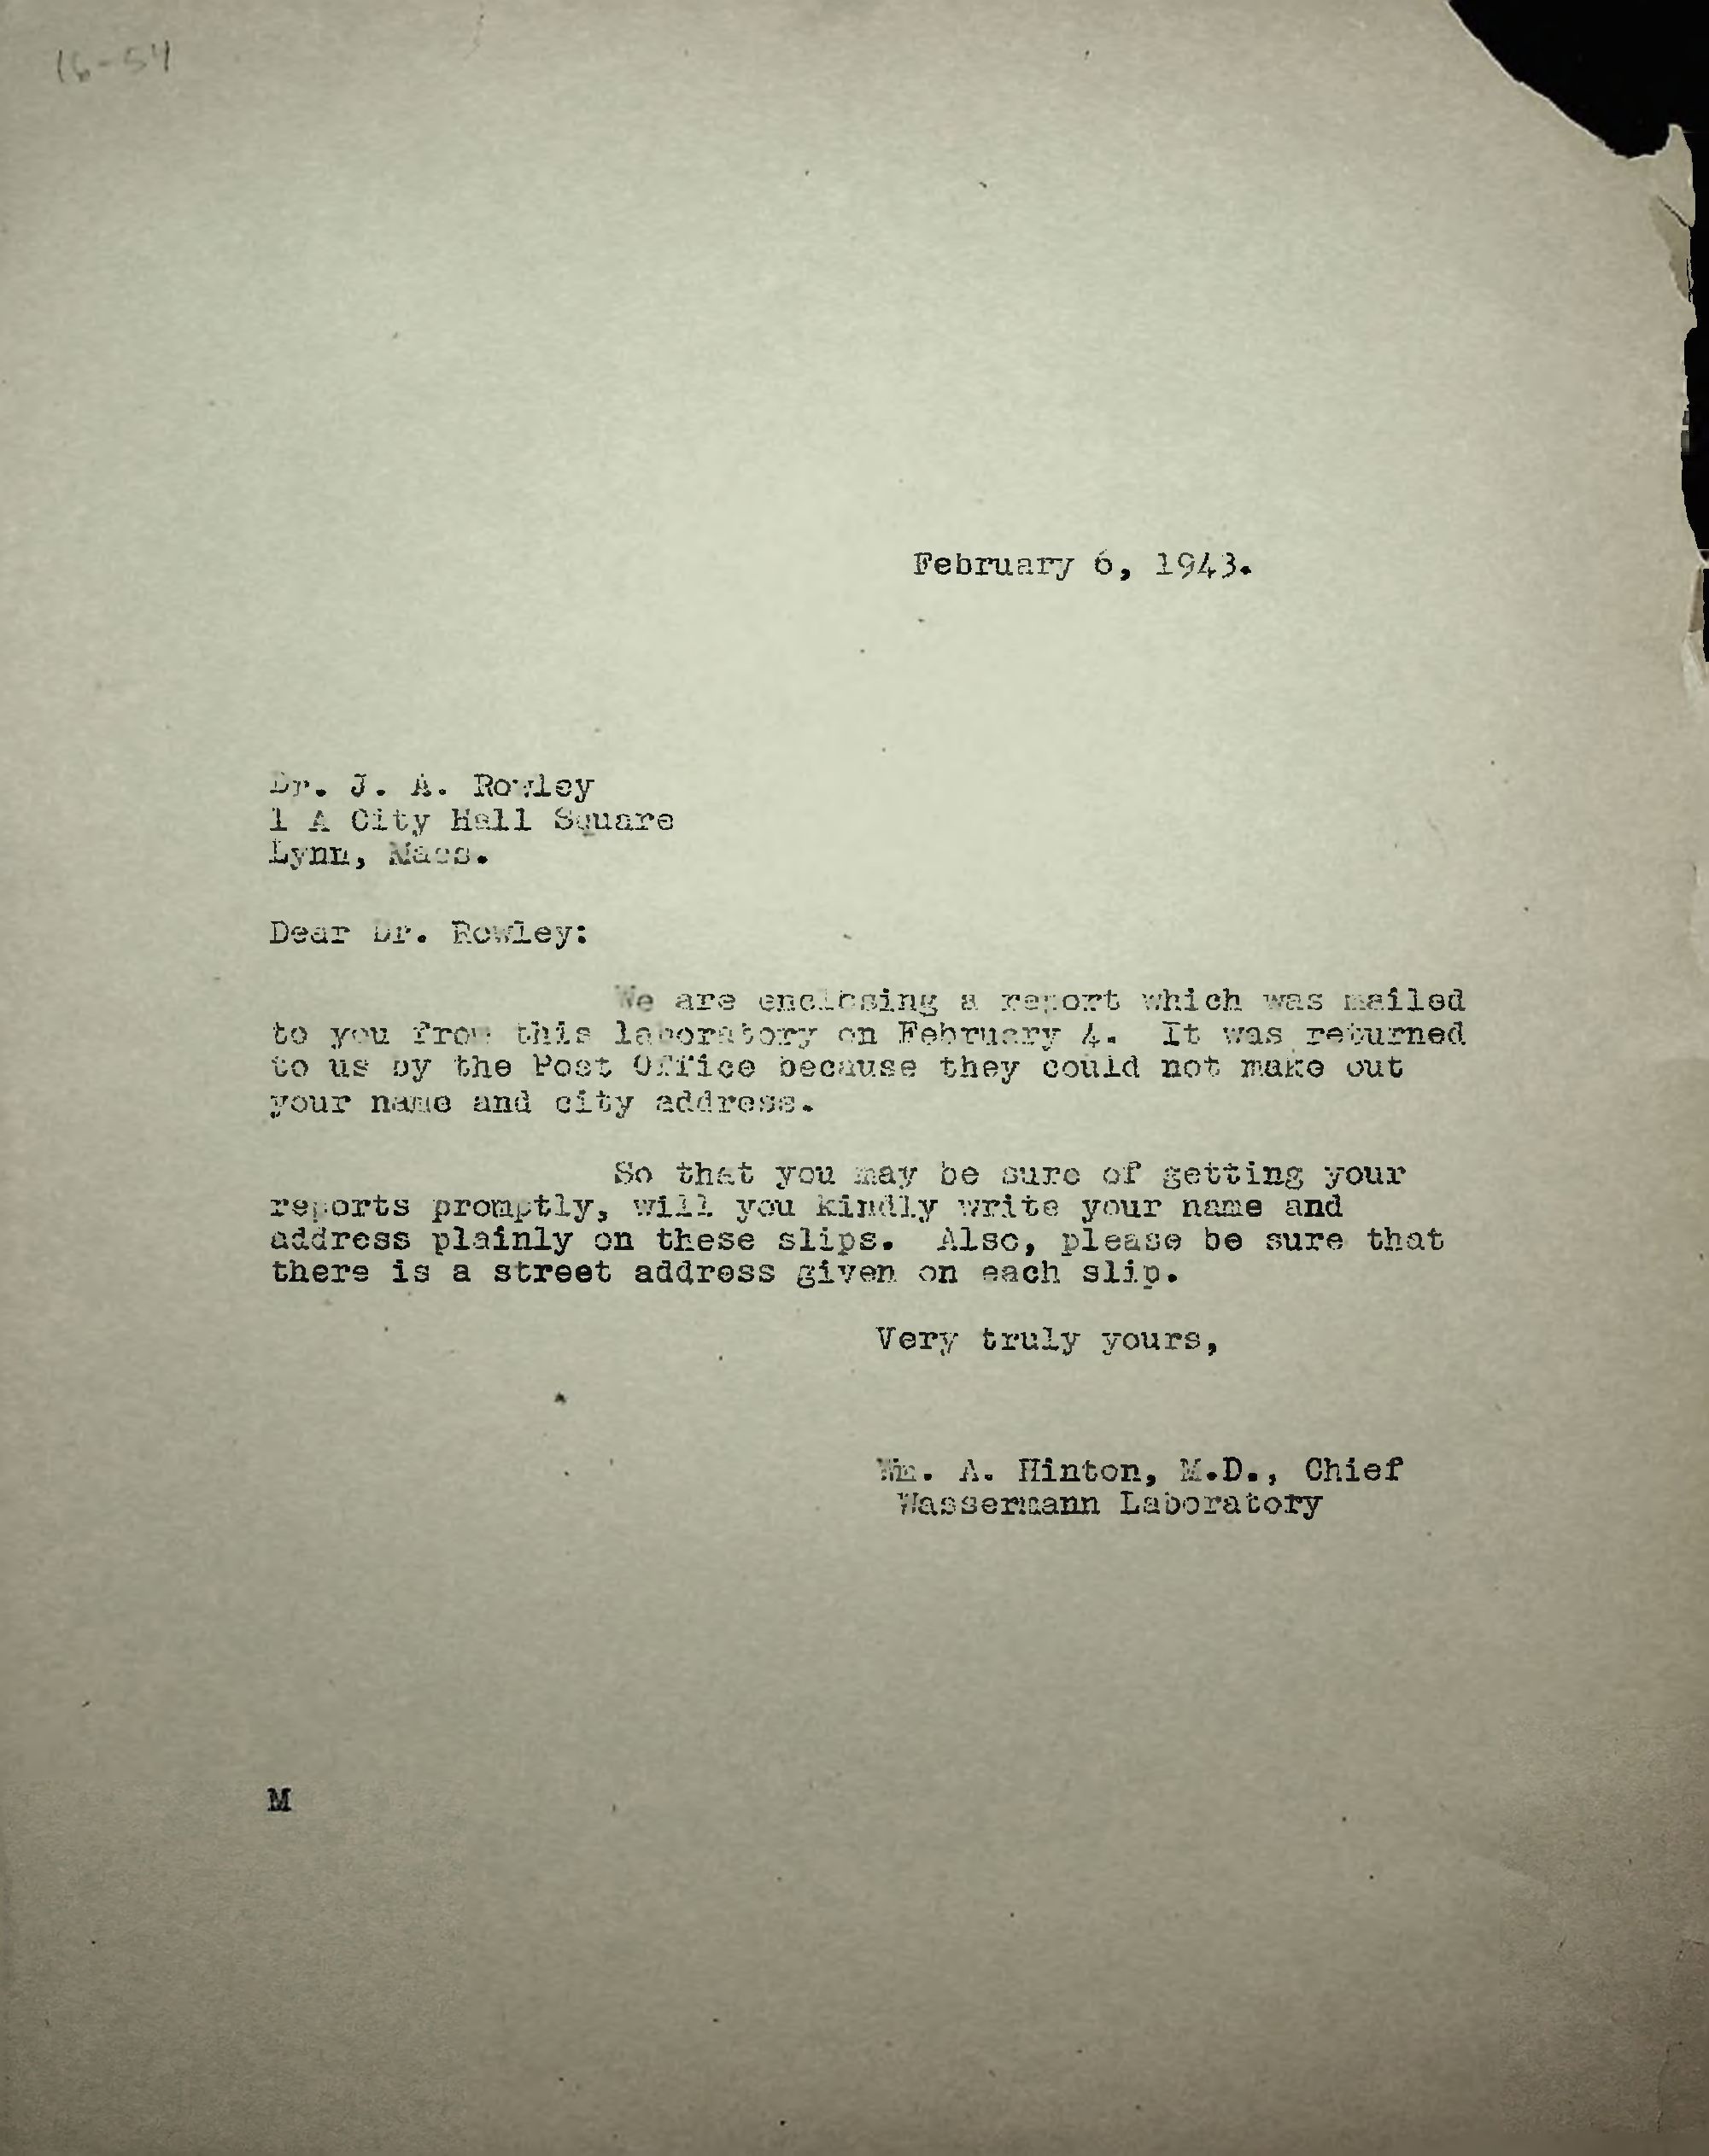 16-54
February 6, 1943.
Dr. J. A. Rowley
1 A City Hall Square
Lynn, Mass.
Dear Dr. Rowley:
We are enclosing a report which was mailed
to you from this laboratory on February 4. It was returned
to us by the Post Office because they could not make out
your name and city address.
So that you may be sure of getting your
reports promptly, will you kindly write your name and
address plainly on these slips. Also, please be sure that
there is a street address given on each slip.
Very truly yours,
Wm. A. Hinton, M.D., Chief
Wassermann Laboratory
M